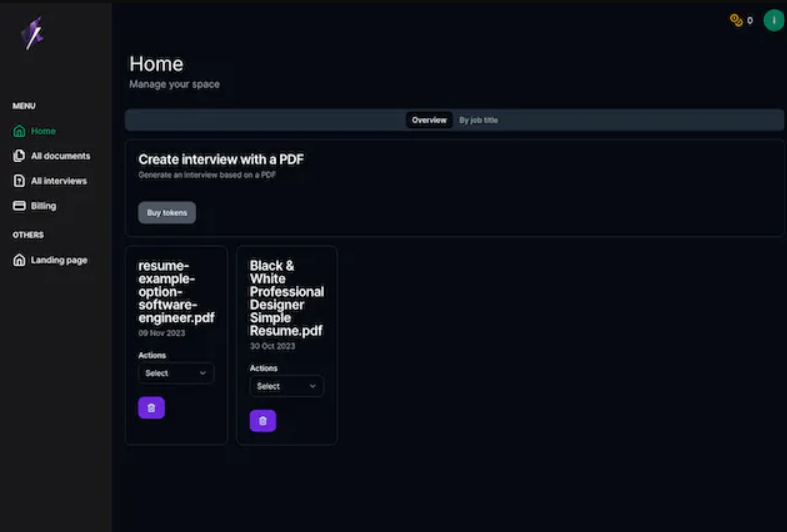 0
i
Home
Manage your space
MENU
Home
All documents
All interviews
Billing
OTHERS
Landing page
Overview
By job title
Create interview with a PDF
Generate an interview based on a PDF
Buy tokens
resume-
example-
option-
software-
engineer.pdf
09 Nov 2023
Actions
Select
Black &
White
Professional
Designer
Simple
Resume.pdf
30 Oct 2023
Actions
Select